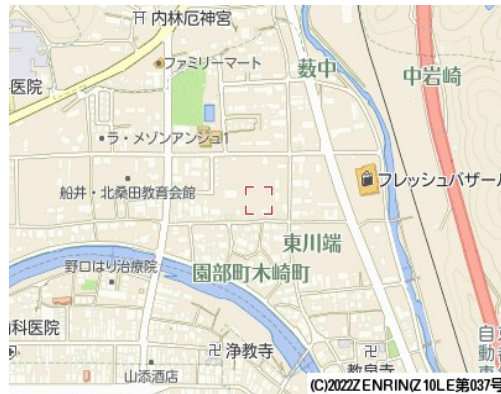 内林厄神宮
ファミリーマート
医院
薮中
中岩崎
ラ・メゾンアンジュ1
船井・北桑田教育会館
フレッシュバザール
東川端
園部町木崎町
野口はり治療院
科医院
浄教寺
教泉寺
山添酒店
自動車
(C)2022ZENRIN(Z10LE第037号